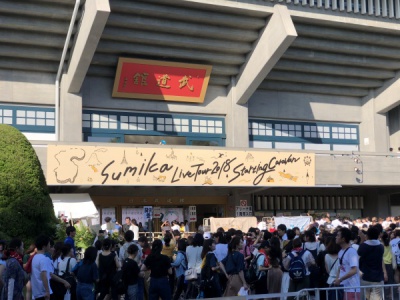 武道館
Sumika Live Tour 2018 Starting Caravan